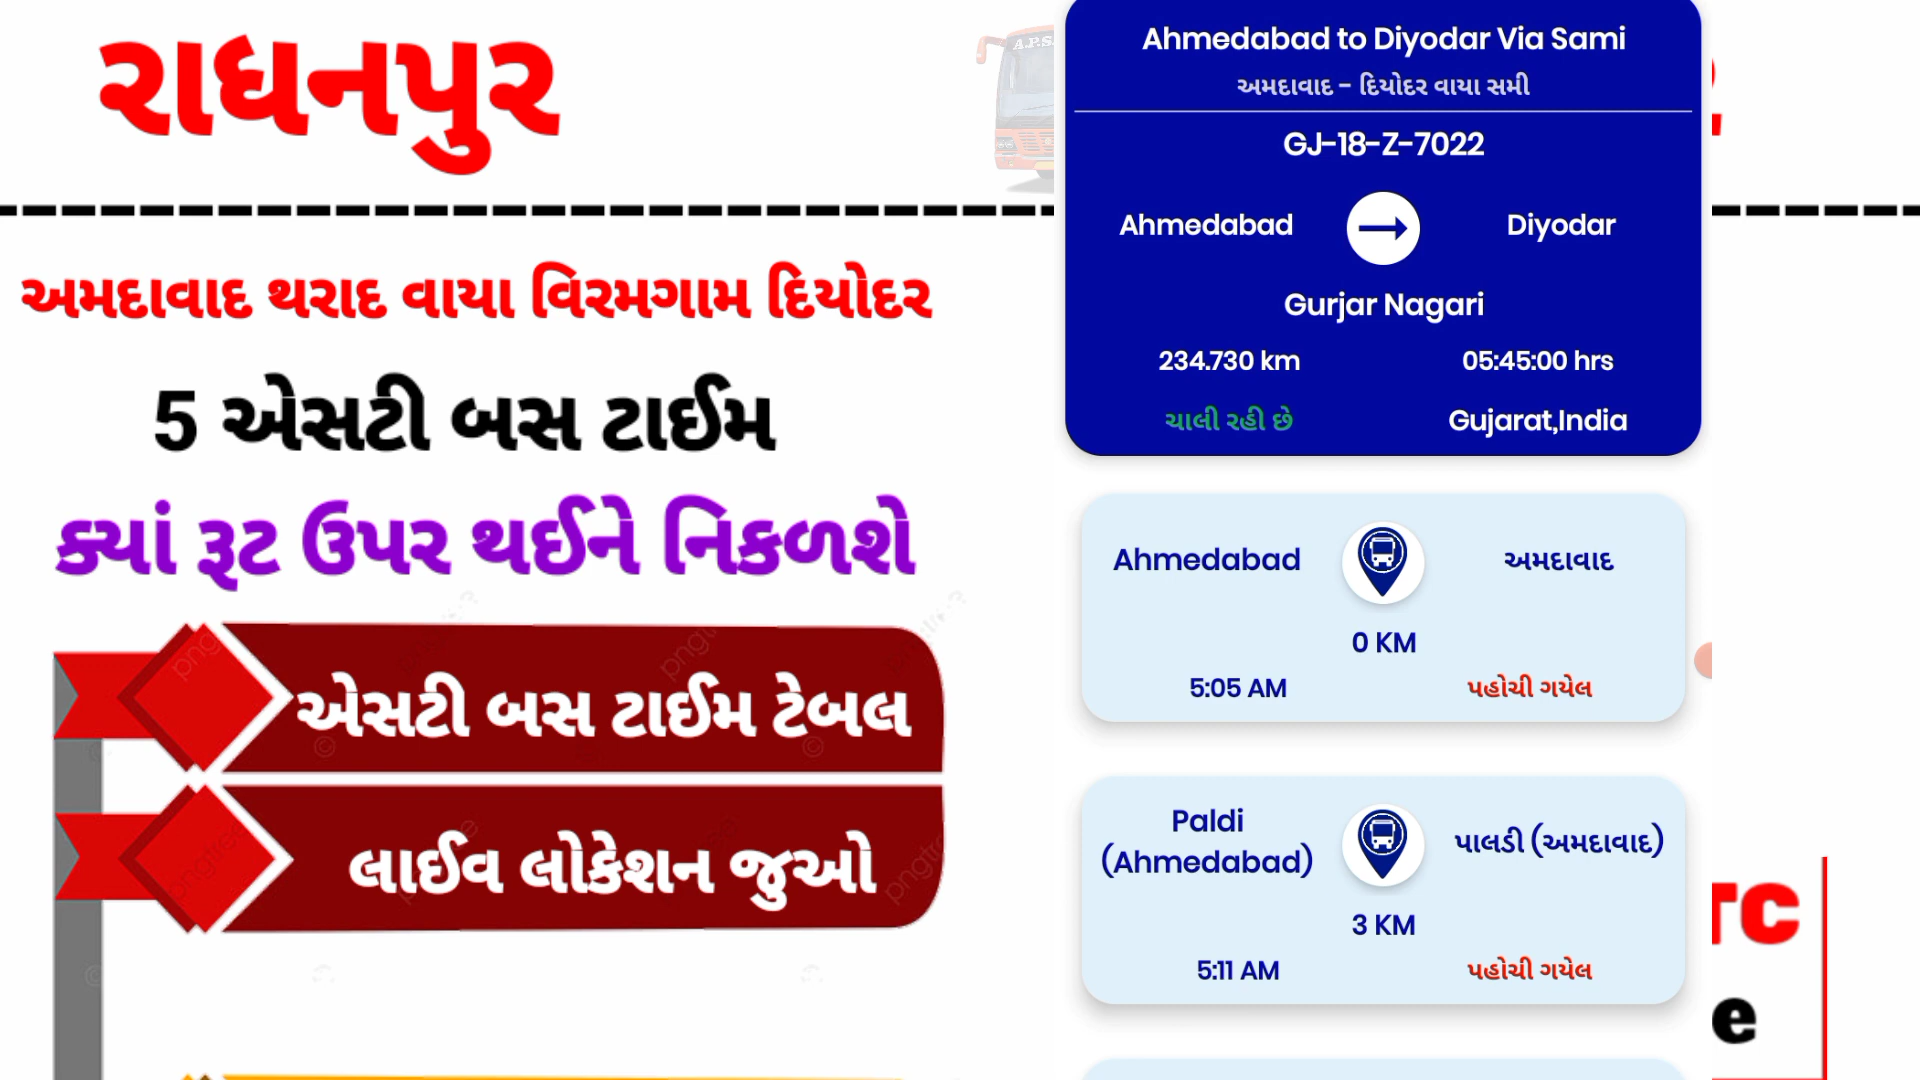 રાધનપુર
અમદાવાદ થરાદ વાયા વિરમગામ દિયોદર
5 એસટી બસ ટાઈમ
ક્યાં રૂટ ઉપર થઈને નિકળશે
એસટી બસ ટાઈમ ટેબલ
લાઈવ લોકેશન જુઓ
A.P.S.
Ahmedabad to Diyodar Via Sami
અમદાવાદ - દિયોદર વાયા સમી
GJ-18-Z-7022
Ahmedabad Diyodar
Gurjar Nagari
234.730 km 05:45:00 hrs
ચાલી રહી છે Gujarat,India
Ahmedabad અમદાવાદ
0 KM
5:05 AM પહોચી ગયેલ
Paldi
(Ahmedabad) પાલડી (અમદાવાદ)
3 KM
5:11 AM પહોચી ગયેલ
TC
e